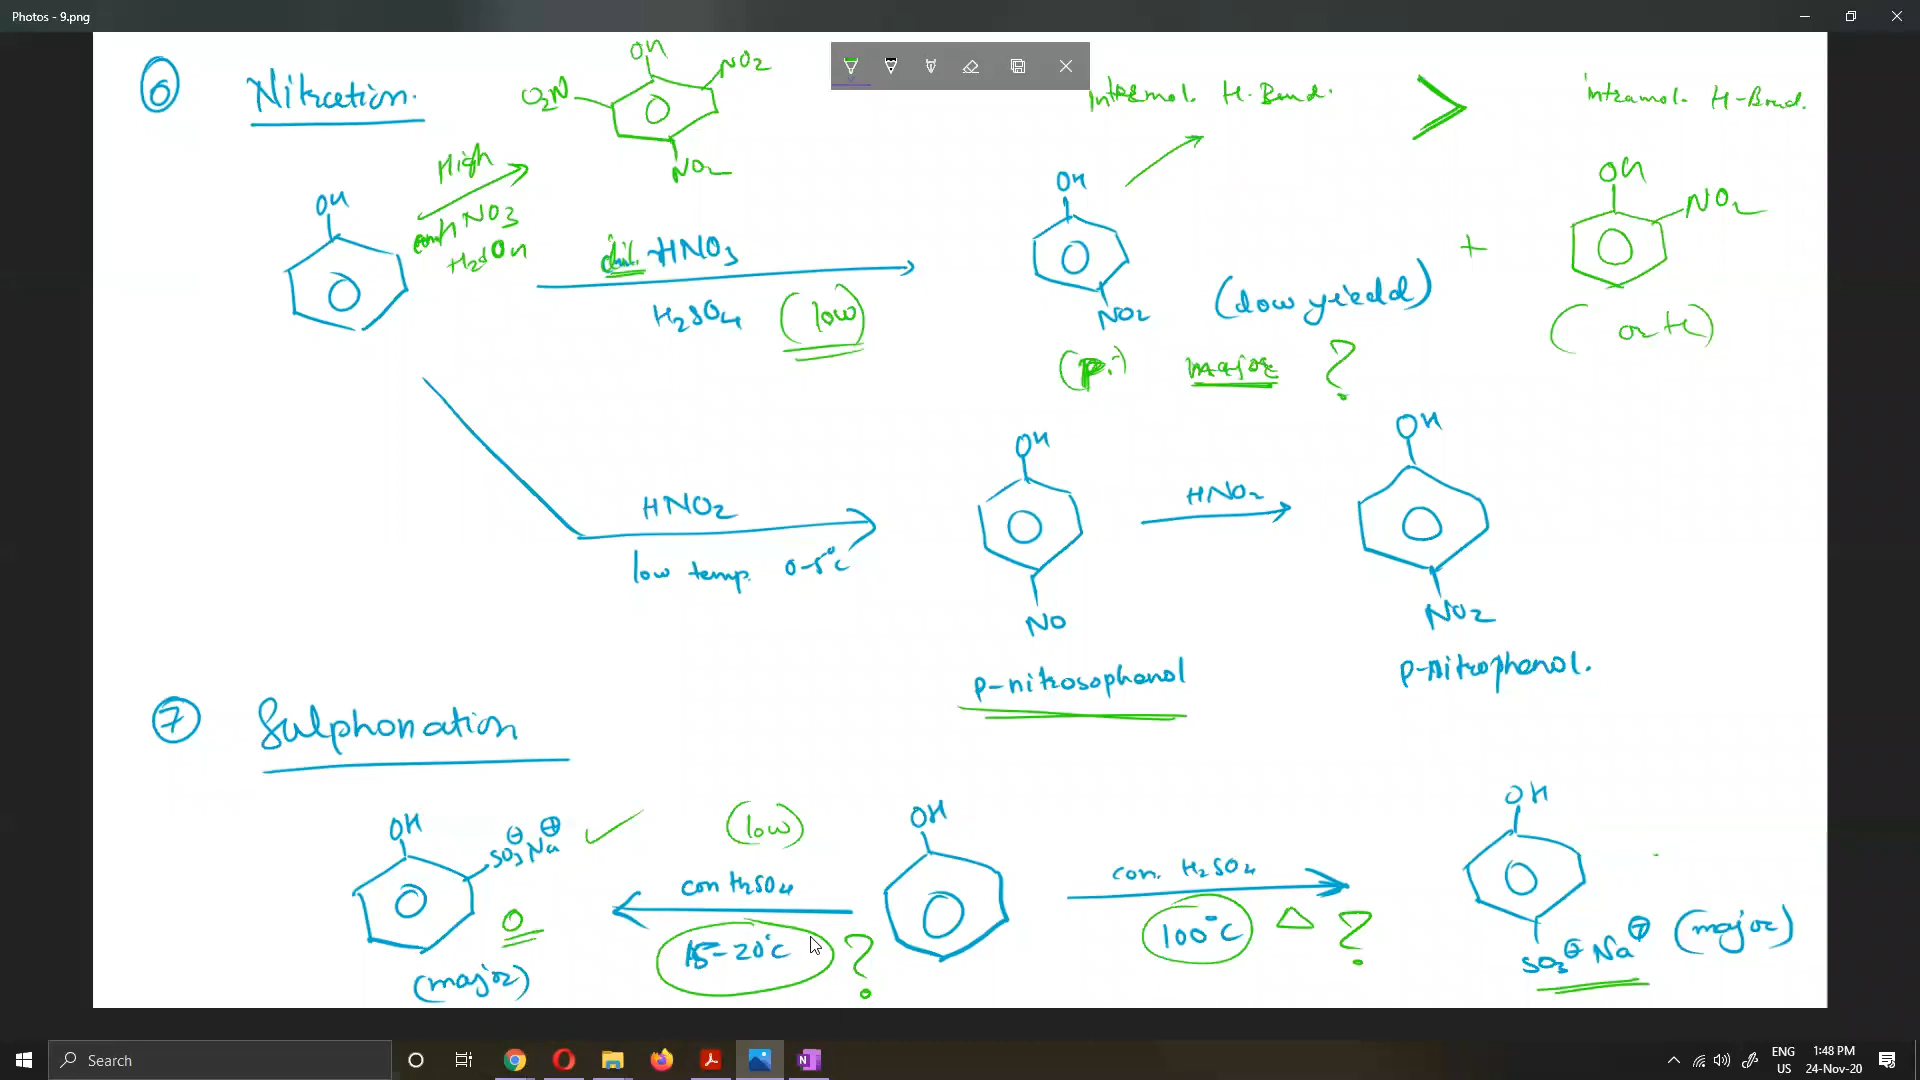 Photos - 9.png
6 Nitration.
OH
O2N
NO2
NO2
High
HNO3
H2SO4
OH
dil. HNO3
H2SO4 (low)
Intermol. H-Bond. > intramol. H-Bond.
OH
NO2
(low yield)
(p.) major ?
+
OH
NO2
(orth)
HNO2
low temp. 0-5°C
OH
NO
p-nitrosophenol
HNO2
OH
NO2
p-nitrophenol.
7 Sulphonation
OH
SO3⊖Na⊕
O
(major)
(low)
con H2SO4
15-20°C ?
OH
con. H2SO4
100°C △ ?
OH
SO3⊖Na⊕ (major)
Search
ENG
US
1:48 PM
24-Nov-20